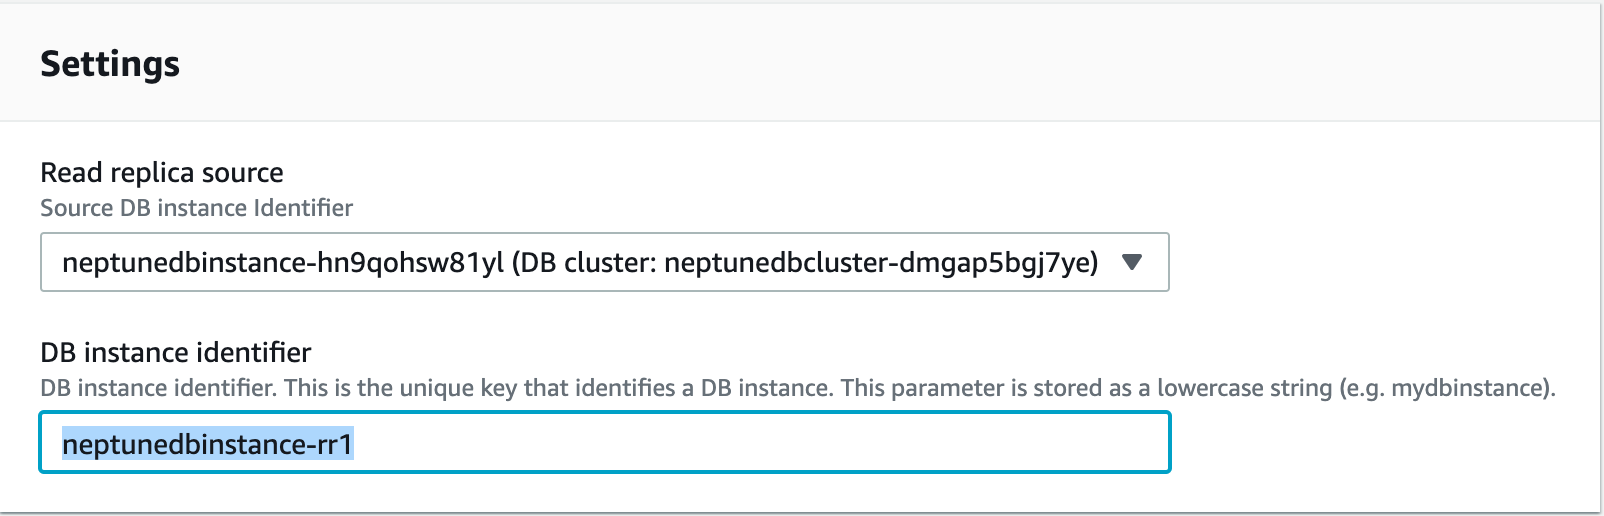 Settings
Read replica source
Source DB instance Identifier
neptunedbinstance-hn9qohsw81yl (DB cluster: neptunedbcluster-dmgap5bgj7ye)
DB instance identifier
DB instance identifier. This is the unique key that identifies a DB instance. This parameter is stored as a lowercase string (e.g. mydbinstance).
neptunedbinstance-rr1